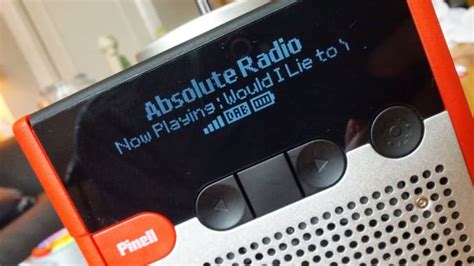 Absolute Radio
Now Playing: Would I Lie to
DAB
Pinell